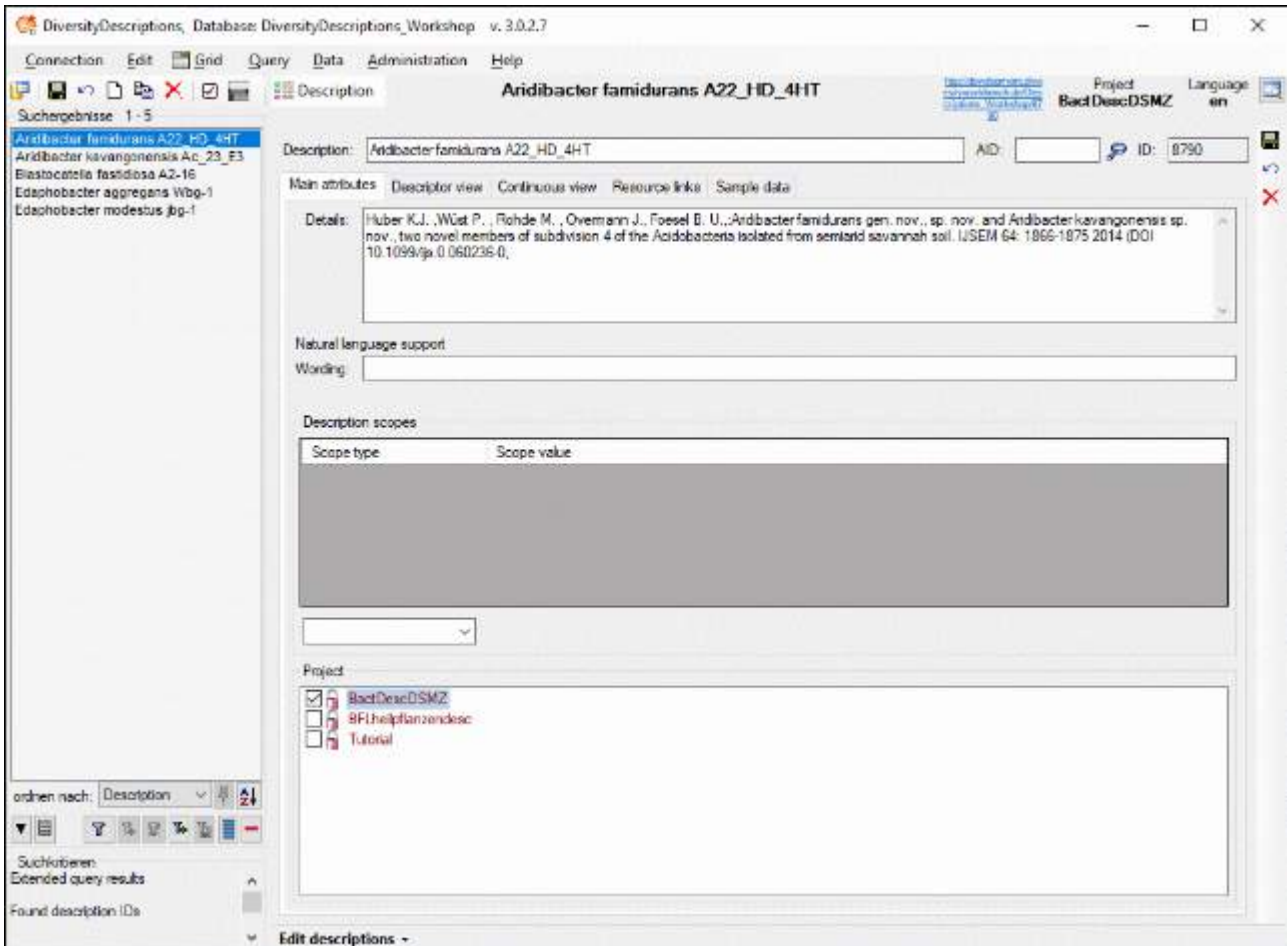 DiversityDescriptions, Database: DiversityDescriptions_Workshop v. 3.0.2.7
Connection Edit Grid Query Data Administration Help
Description
Aridibacter famidurans A22_HD_4HT
Project
BactDescDSMZ
Language
en
Suchergebnisse 1 - 5
Aridibacter famidurans A22_HD_4HT
Aridibacter kavangonensis Ac_23_E3
Blastocatella fastidiosa A2-16
Edaphobacter aggregans Wbg-1
Edaphobacter modestus jbg-1
Description: Aridibacter famidurans A22_HD_4HT AID: ID: 8790
Main attributes Descriptor view Continuous view Resource links Sample data
Details: Huber K.J. ,Wüst P. , Rohde M. , Overmann J., Foesel B. U.,:Aridibacter famidurans gen. nov., sp. nov. and Aridibacter kavangonensis sp.
nov., two novel members of subdivision 4 of the Acidobacteria isolated from semiarid savannah soil. IJSEM 64: 1866-1875 2014 (DOI
10.1099/ijs.0.060236-0;
Natural language support
Wording
Description scopes
Scope type Scope value
Project
BactDescDSMZ
BFLheilpflanzendesc
Tutorial
ordnen nach: Description
Suchkriterien
Extended query results
Found description IDs
Edit descriptions